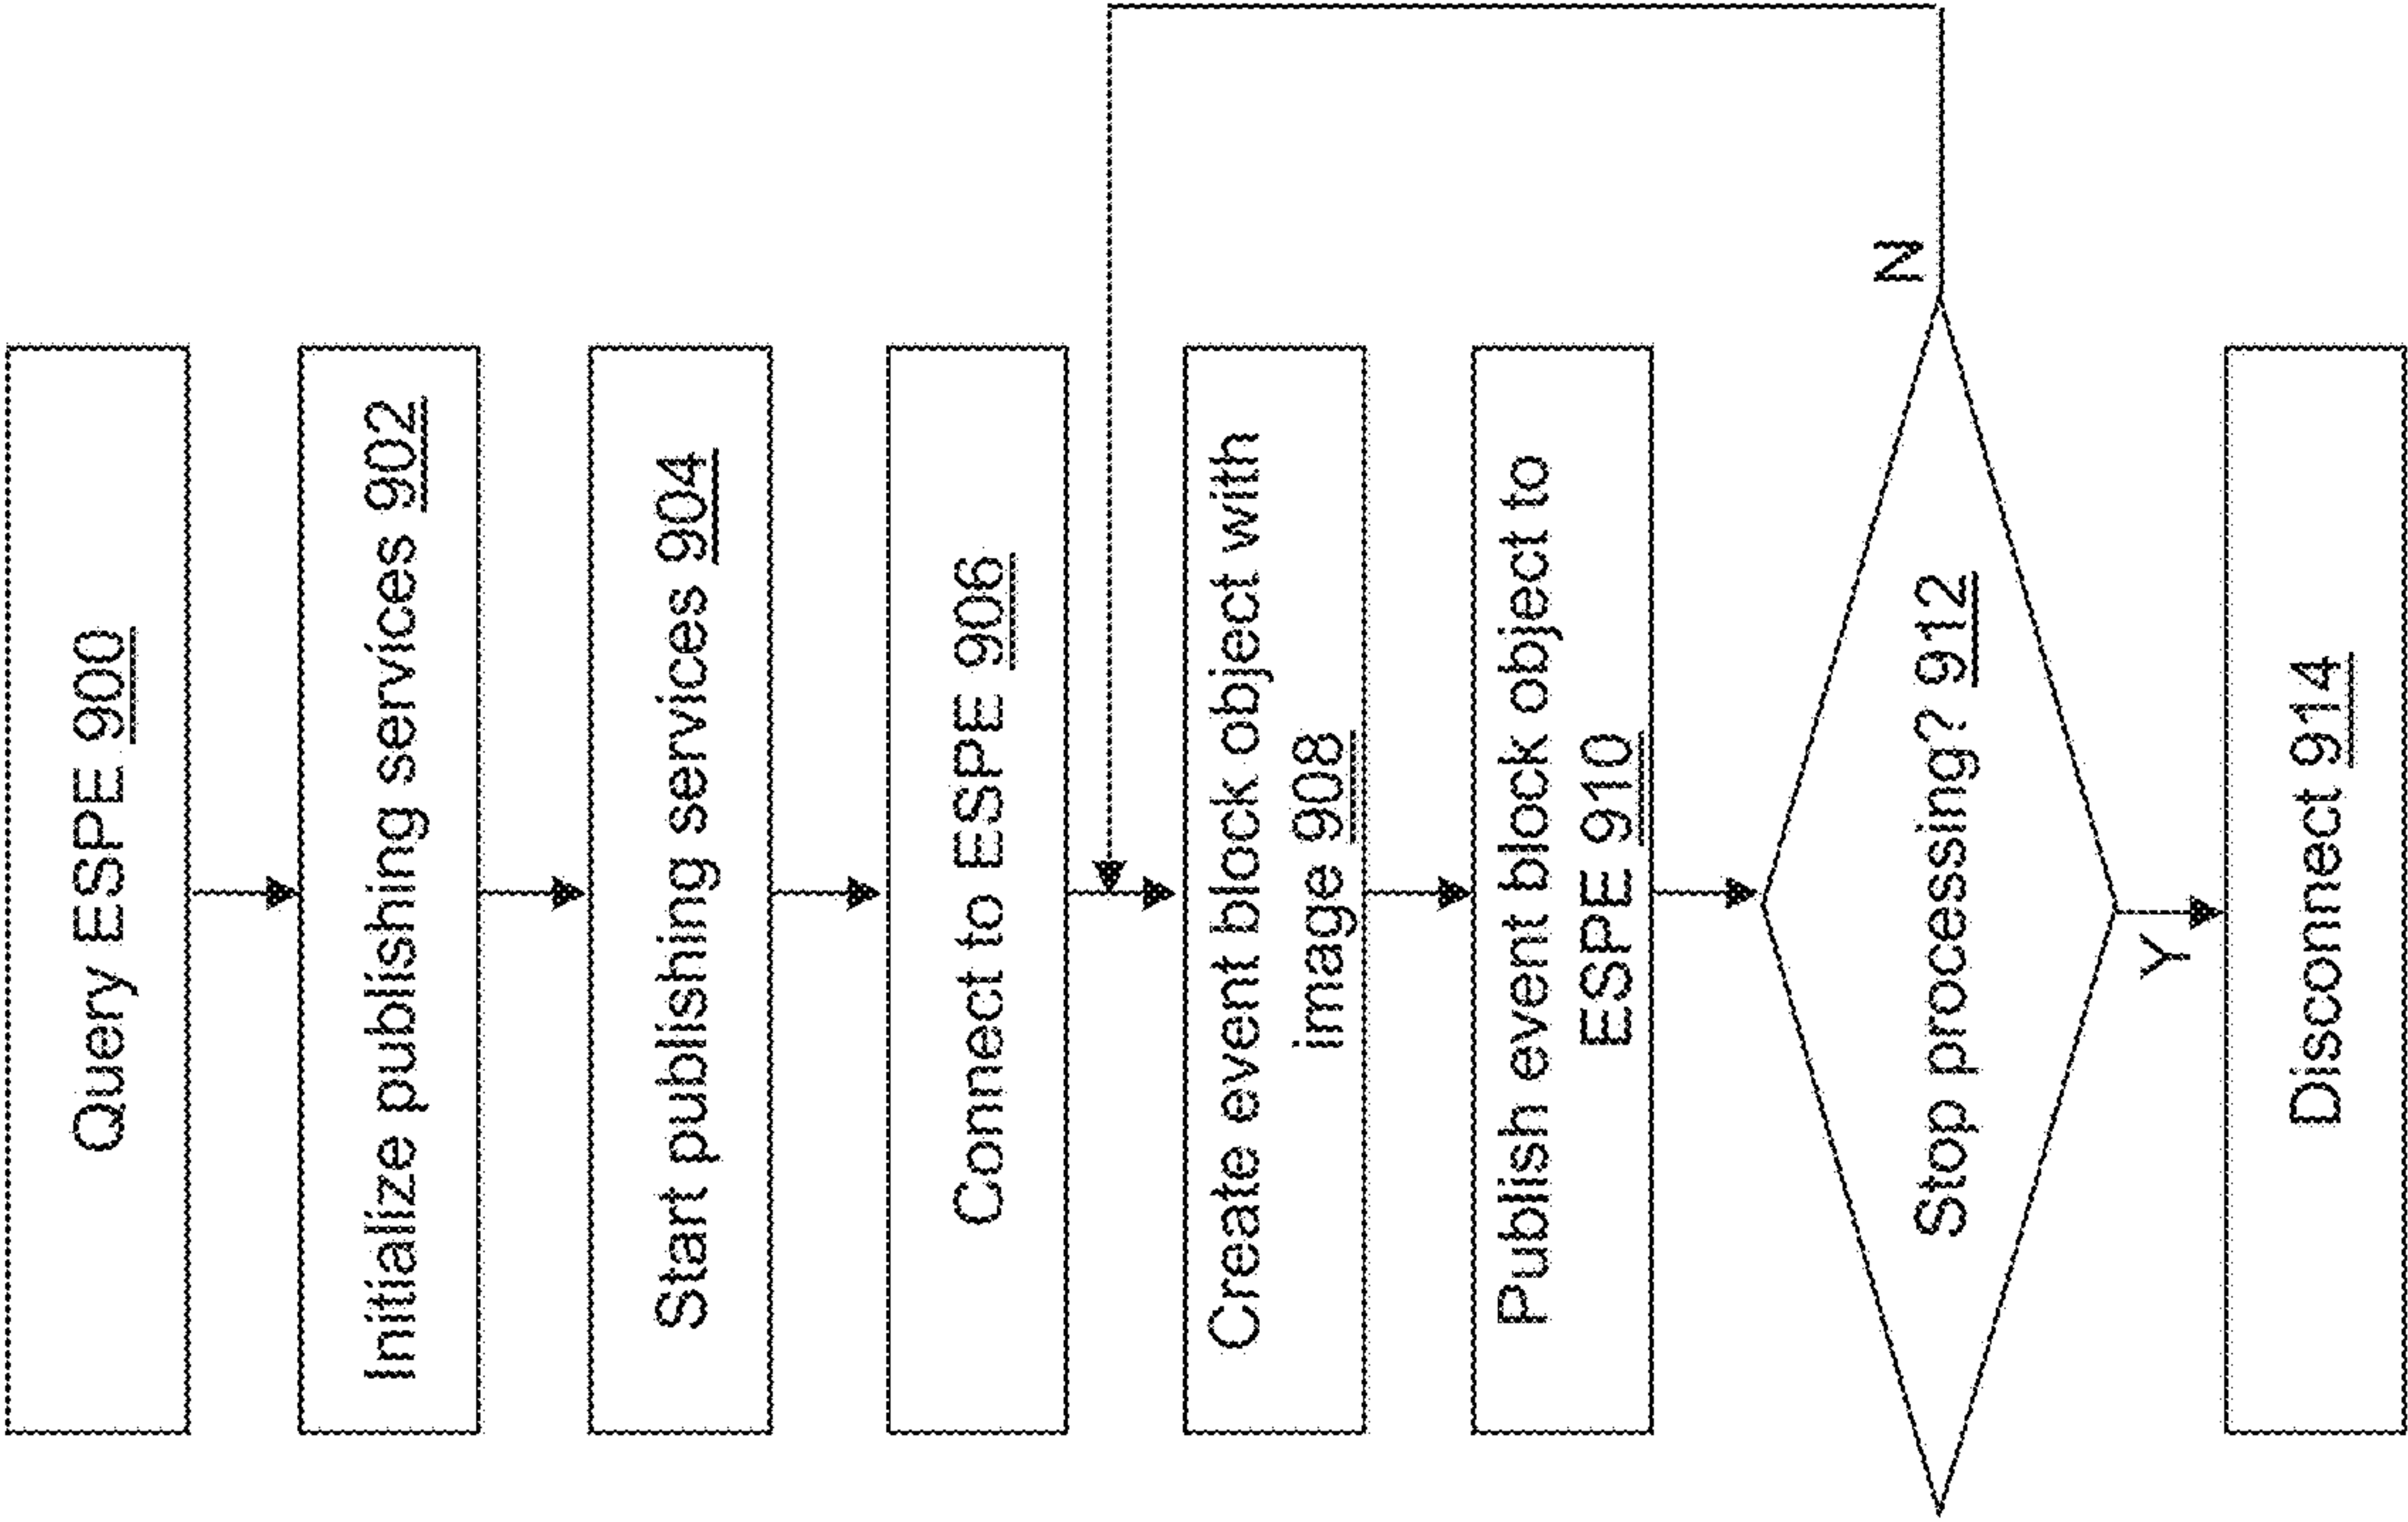 Query ESPE 900
Initialize publishing services 902
Start publishing services 904
Connect to ESPE 906
Create event block object with
image 908
Publish event block object to
ESPE 910
Stop processing? 912
N
Y
Disconnect 914